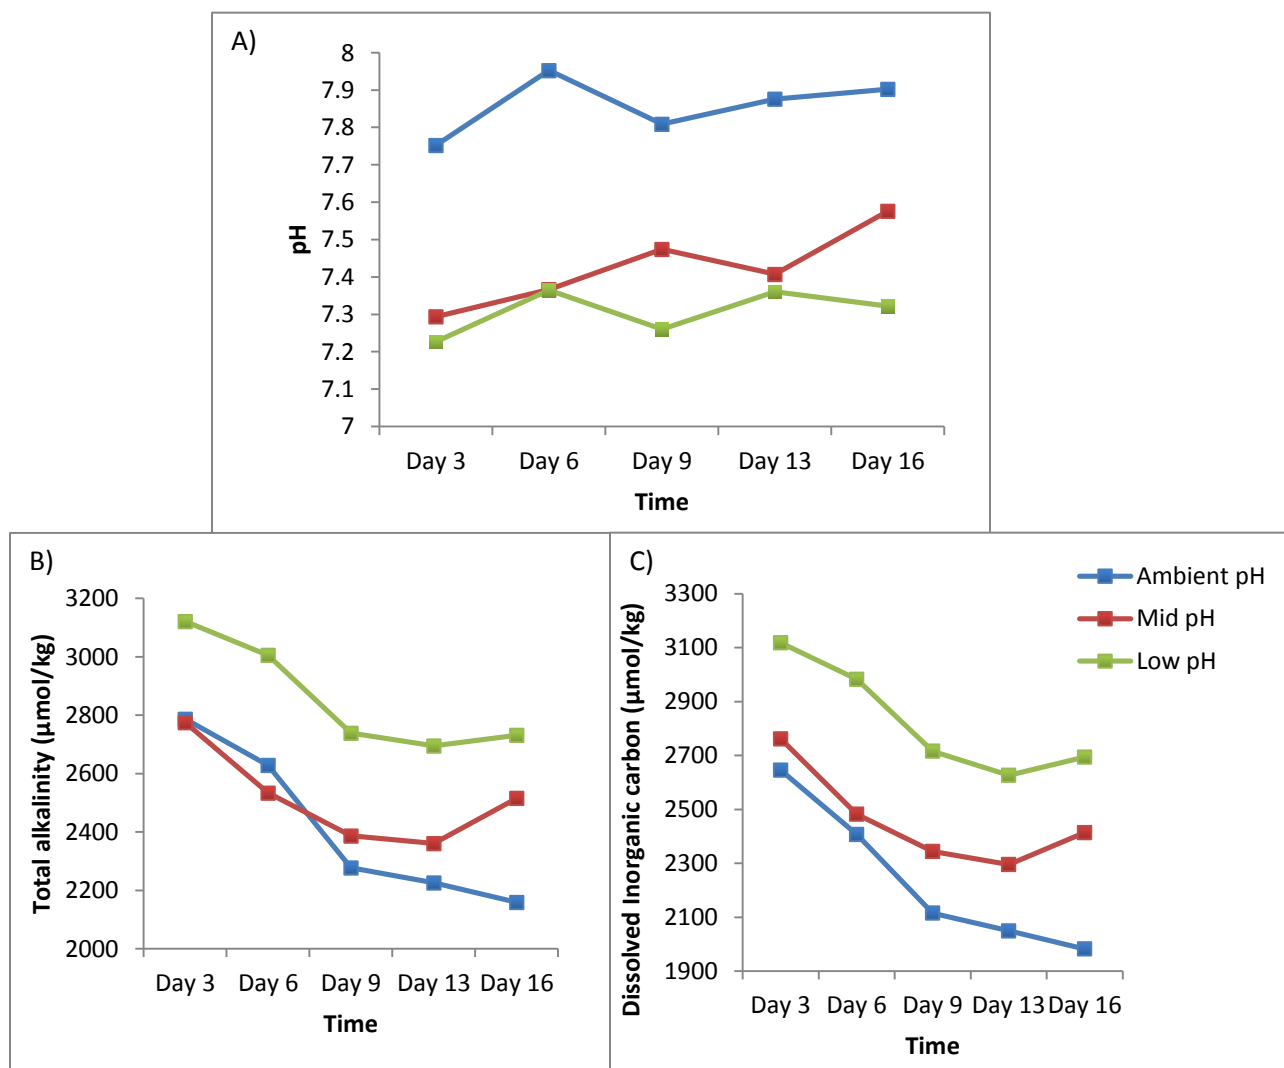 A)
pH
8
7.9
7.8
7.7
7.6
7.5
7.4
7.3
7.2
7.1
7
Day 3 Day 6 Day 9 Day 13 Day 16
Time
B)
Total alkalinity (µmol/kg)
3200
3000
2800
2600
2400
2200
2000
Day 3 Day 6 Day 9 Day 13 Day 16
Time
C)
Dissolved Inorganic carbon (µmol/kg)
3300
3100
2900
2700
2500
2300
2100
1900
Day 3 Day 6 Day 9 Day 13 Day 16
Time
Ambient pH
Mid pH
Low pH